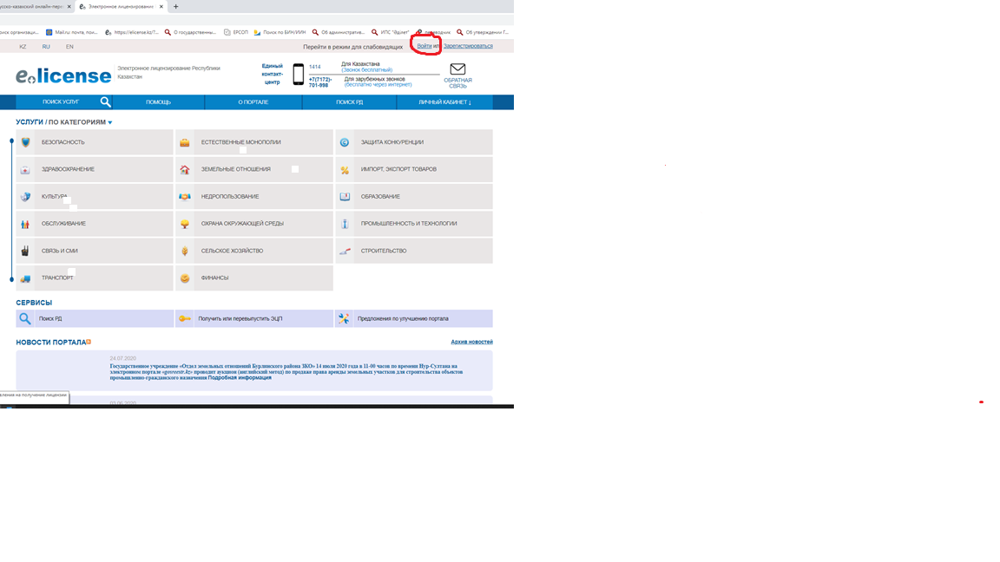 усско-казахский онлайн-пере
Электронное лицензирование
оиск организаци... Mail.ru: почта, пои... https://elicense.kz/?... О государственны... ЕРСОП Поиск по БИН/ИИН Об административ... ИПС "Әділет" переводчик Об утверждении Г...
KZ RU EN Перейти в режим для слабовидящих Войти или Зарегистрироваться
e license
Электронное лицензирование Республики
Казахстан
Единый
контакт-
центр
1414 Для Казахстана
(Звонок бесплатный)
+7(7172)-
701-998
Для зарубежных звонков
(бесплатно через интернет)
ОБРАТНАЯ
СВЯЗЬ
ПОИСК УСЛУГ ПОМОЩЬ О ПОРТАЛЕ ПОИСК РД ЛИЧНЫЙ КАБИНЕТ ↓
УСЛУГИ / ПО КАТЕГОРИЯМ
БЕЗОПАСНОСТЬ ЕСТЕСТВЕННЫЕ МОНОПОЛИИ ЗАЩИТА КОНКУРЕНЦИИ
ЗДРАВООХРАНЕНИЕ ЗЕМЕЛЬНЫЕ ОТНОШЕНИЯ ИМПОРТ, ЭКСПОРТ ТОВАРОВ
КУЛЬТУРА НЕДРОПОЛЬЗОВАНИЕ ОБРАЗОВАНИЕ
ОБСЛУЖИВАНИЕ ОХРАНА ОКРУЖАЮЩЕЙ СРЕДЫ ПРОМЫШЛЕННОСТЬ И ТЕХНОЛОГИИ
СВЯЗЬ И СМИ СЕЛЬСКОЕ ХОЗЯЙСТВО СТРОИТЕЛЬСТВО
ТРАНСПОРТ ФИНАНСЫ
СЕРВИСЫ
Поиск РД Получить или перевыпустить ЭЦП Предложения по улучшению портала
НОВОСТИ ПОРТАЛА Архив новостей
24.07.2020
Государственное учреждение «Отдел земельных отношений Бурлинского района ЗКО» 14 июля 2020 года в 11-00 часов по времени Нур-Султана на
электронном портале «gosreestr.kz» проводит аукцион (английский метод) по продаже права аренды земельных участков для строительства объектов
промышленно-гражданского назначения Подробная информация
вления на получение лицензии
03.06.2020